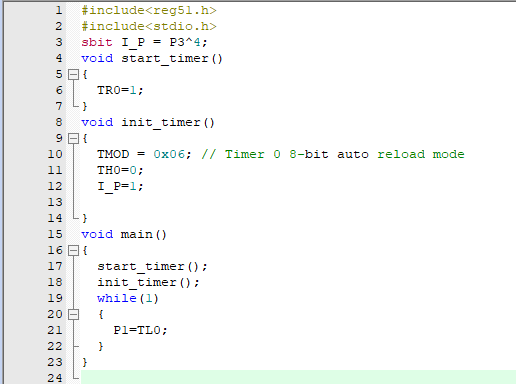 1 #include<reg51.h>
2 #include<stdio.h>
3 sbit I_P = P3^4;
4 void start_timer()
5 {
6 TR0=1;
7 }
8 void init_timer()
9 {
10 TMOD = 0x06; // Timer 0 8-bit auto reload mode
11 TH0=0;
12 I_P=1;
13
14 }
15 void main()
16 {
17 start_timer();
18 init_timer();
19 while(1)
20 {
21 P1=TL0;
22 }
23 }
24